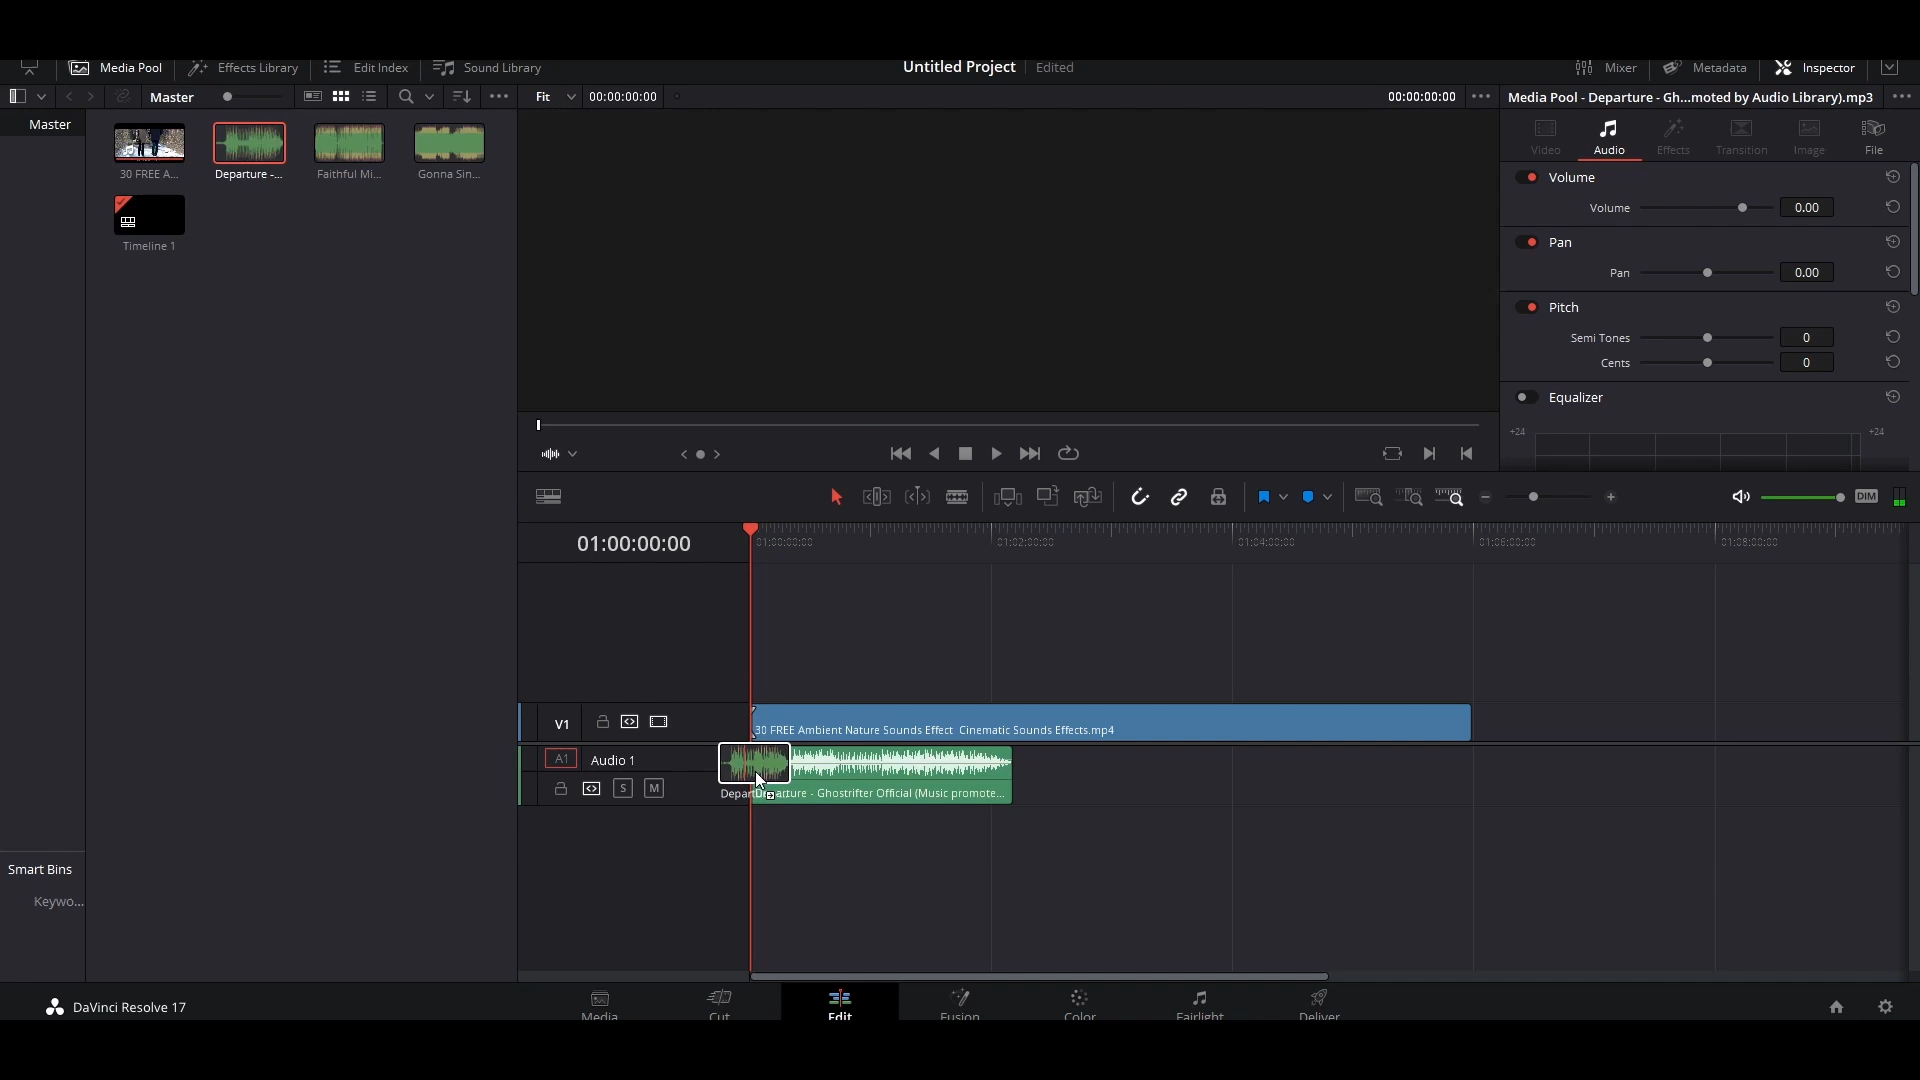 Media Pool Effects Library Edit Index Sound Library Untitled Project Edited Mixer Metadata Inspector
Master Fit 00:00:00:00 00:00:00:00 Media Pool - Departure - Gh...moted by Audio Library).mp3
Master
Video Audio Effects Transition Image File
30 FREE A... Departure -... Faithful Mi... Gonna Sin...
Timeline 1
Volume
Volume 0.00
Pan
Pan 0.00
Pitch
Semi Tones 0
Cents 0
Equalizer
+24 +24
DIM
01:00:00:00 01:00:00:00 01:02:00:00 01:04:00:00 01:06:00:00 01:08:00:00
V1 30 FREE Ambient Nature Sounds Effect Cinematic Sounds Effects.mp4
A1 Audio 1
S M Depart - Ghostrifter Official (Music promote...
Smart Bins
Keywo...
DaVinci Resolve 17
Media Cut Edit Fusion Color Fairlight Deliver